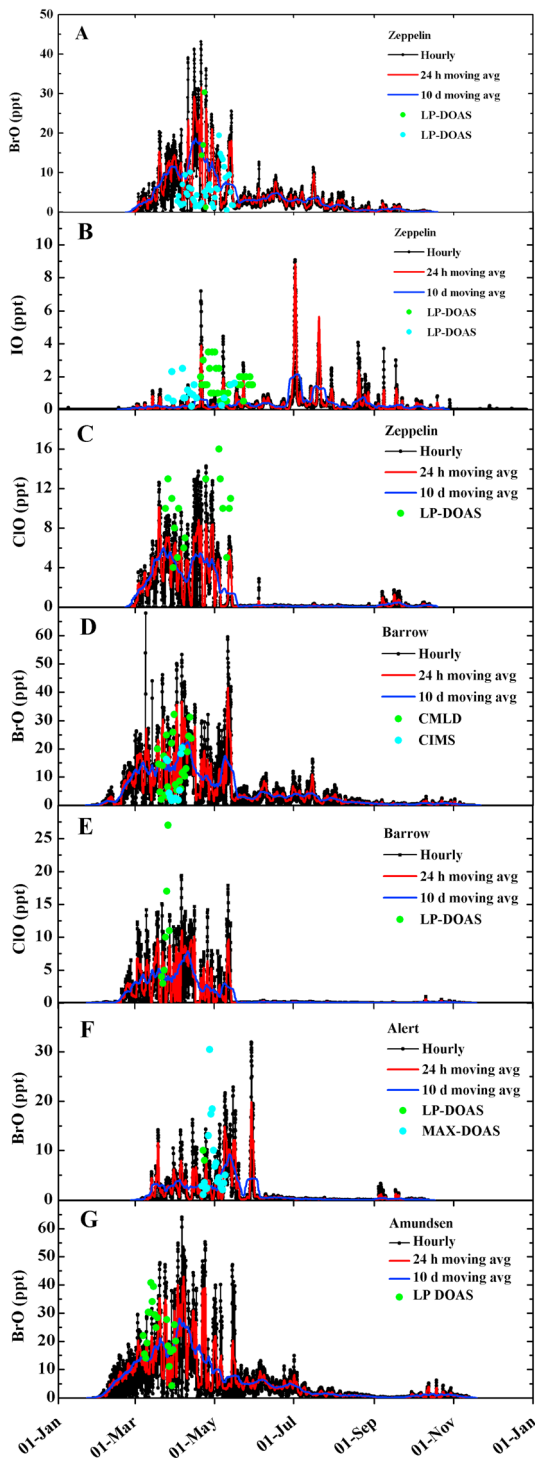 A
Zeppelin
Hourly
24 h moving avg
10 d moving avg
LP-DOAS
LP-DOAS
BrO (ppt)
50
40
30
20
10
0
B
Zeppelin
Hourly
24 h moving avg
10 d moving avg
LP-DOAS
LP-DOAS
IO (ppt)
10
8
6
4
2
0
C
Zeppelin
Hourly
24 h moving avg
10 d moving avg
LP-DOAS
ClO (ppt)
16
12
8
4
0
D
Barrow
Hourly
24 h moving avg
10 d moving avg
CMLD
CIMS
BrO (ppt)
60
50
40
30
20
10
0
E
Barrow
Hourly
24 h moving avg
10 d moving avg
LP-DOAS
ClO (ppt)
25
20
15
10
5
0
F
Alert
Hourly
24 h moving avg
10 d moving avg
LP-DOAS
MAX-DOAS
BrO (ppt)
30
20
10
0
G
Amundsen
Hourly
24 h moving avg
10 d moving avg
LP DOAS
BrO (ppt)
60
50
40
30
20
10
0
01-Jan
01-Mar
01-May
01-Jul
01-Sep
01-Nov
01-Jan